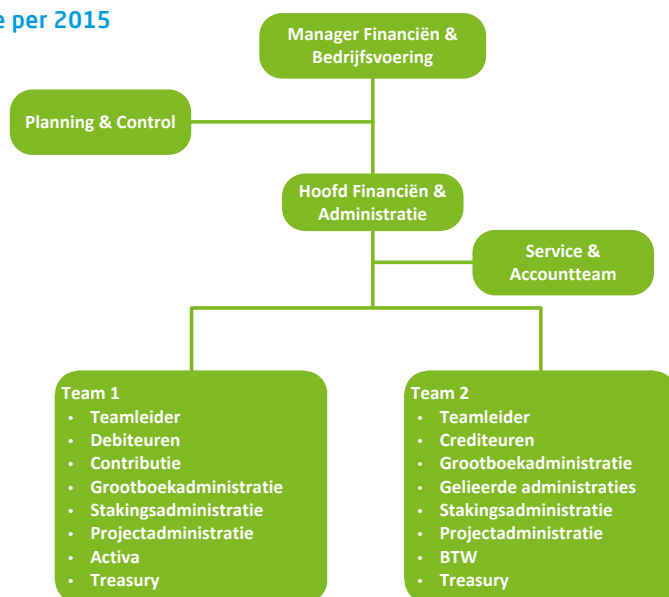 e per 2015
Manager Financiën &
Bedrijfsvoering
Planning & Control
Hoofd Financiën &
Administratie
Service &
Accountteam
Team 1
• Teamleider
• Debiteuren
• Contributie
• Grootboekadministratie
• Stakingsadministratie
• Projectadministratie
• Activa
• Treasury
Team 2
• Teamleider
• Crediteuren
• Grootboekadministratie
• Gelieerde administraties
• Stakingsadministratie
• Projectadministratie
• BTW
• Treasury